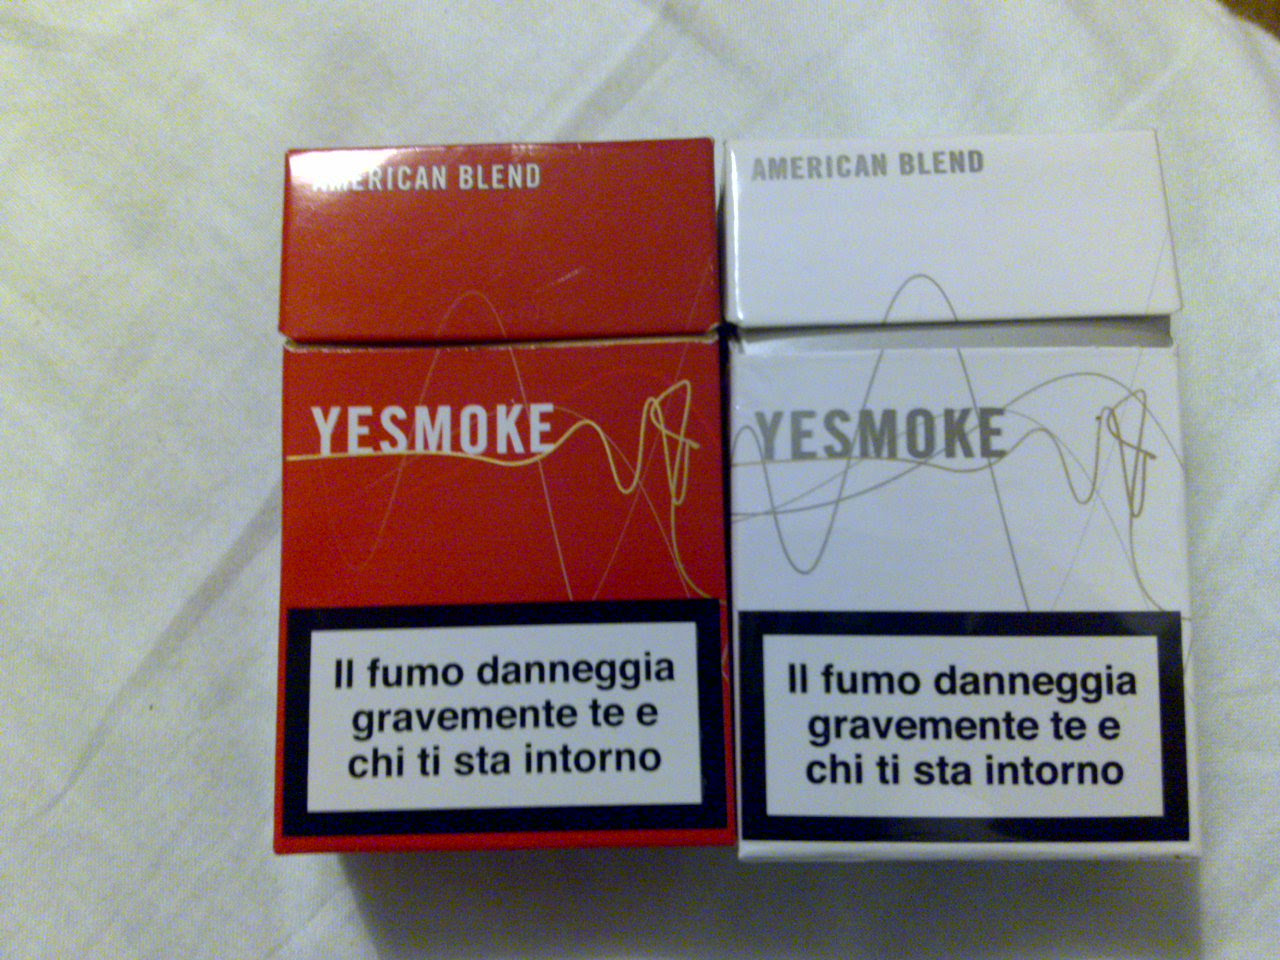 AMERICAN BLEND
YESMOKE
Il fumo danneggia
gravemente te e
chi ti sta intorno
AMERICAN BLEND
YESMOKE
Il fumo danneggia
gravemente te e
chi ti sta intorno